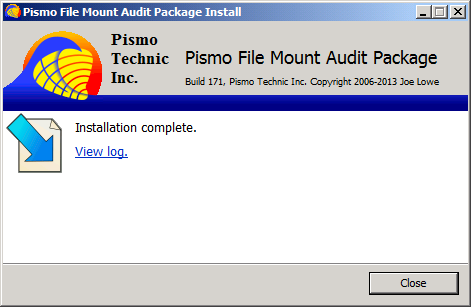 Pismo File Mount Audit Package Install
Pismo
Technic
Inc.
Pismo File Mount Audit Package
Build 171, Pismo Technic Inc. Copyright 2006-2013 Joe Lowe
Installation complete.
View log.
Close